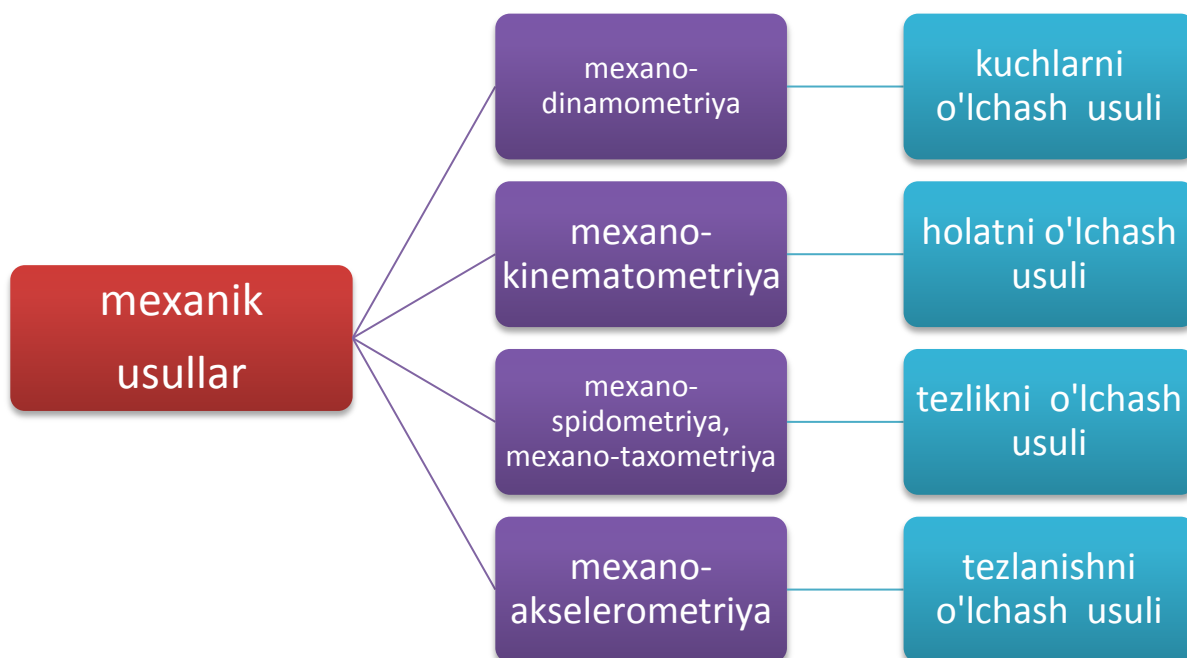 mexanik
usullar
mexano-
dinamometriya
kuchlarni
o'lchash usuli
mexano-
kinematometriya
holatni o'lchash
usuli
mexano-
spidometriya,
mexano-taxometriya
tezlikni o'lchash
usuli
mexano-
akselerometriya
tezlanishni
o'lchash usuli